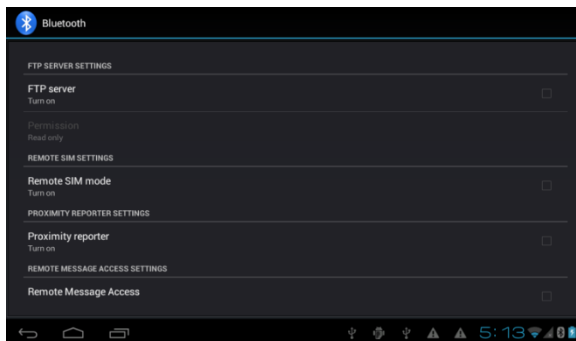 Bluetooth
FTP SERVER SETTINGS
FTP server
Turn on
Permission
Read only
REMOTE SIM SETTINGS
Remote SIM mode
Turn on
PROXIMITY REPORTER SETTINGS
Proximity reporter
Turn on
REMOTE MESSAGE ACCESS SETTINGS
Remote Message Access
5:13